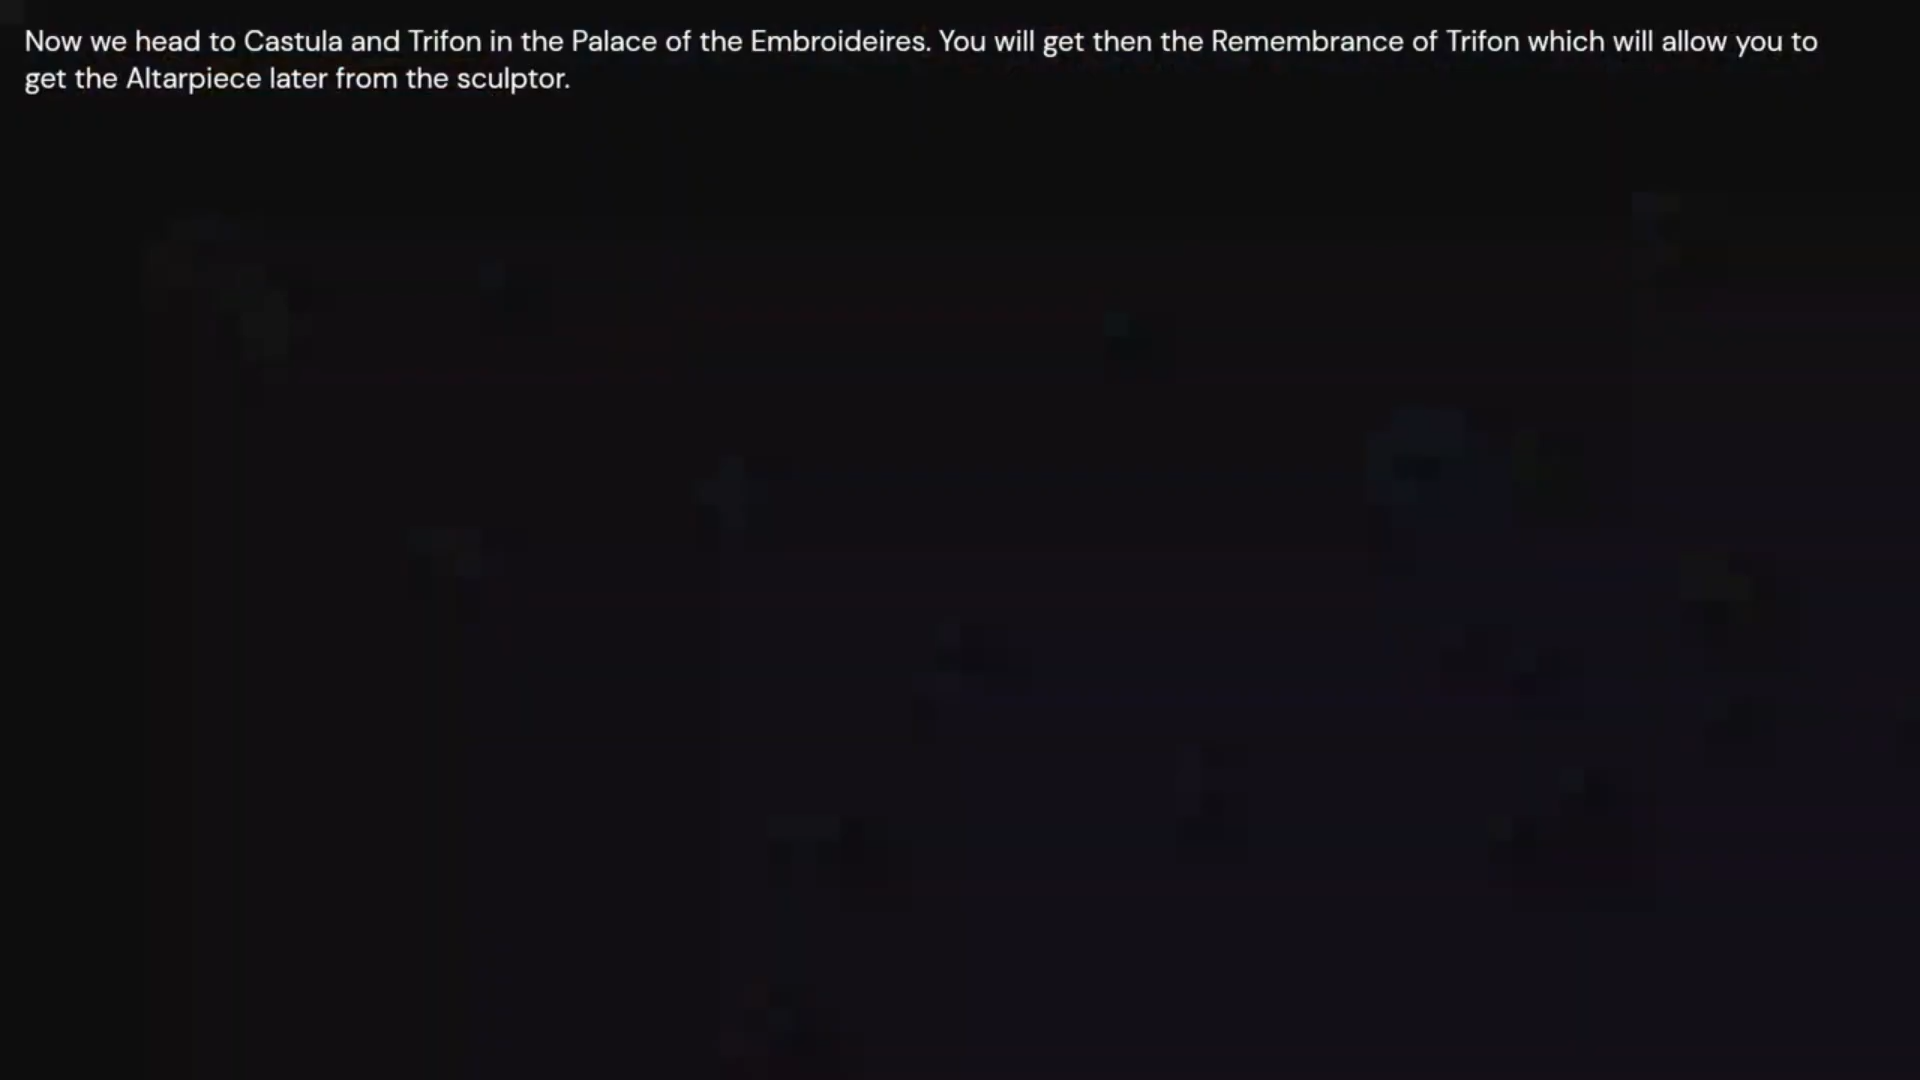 Now we head to Castula and Trifon in the Palace of the Embroideires. You will get then the Remembrance of Trifon which will allow you to
get the Altarpiece later from the sculptor.